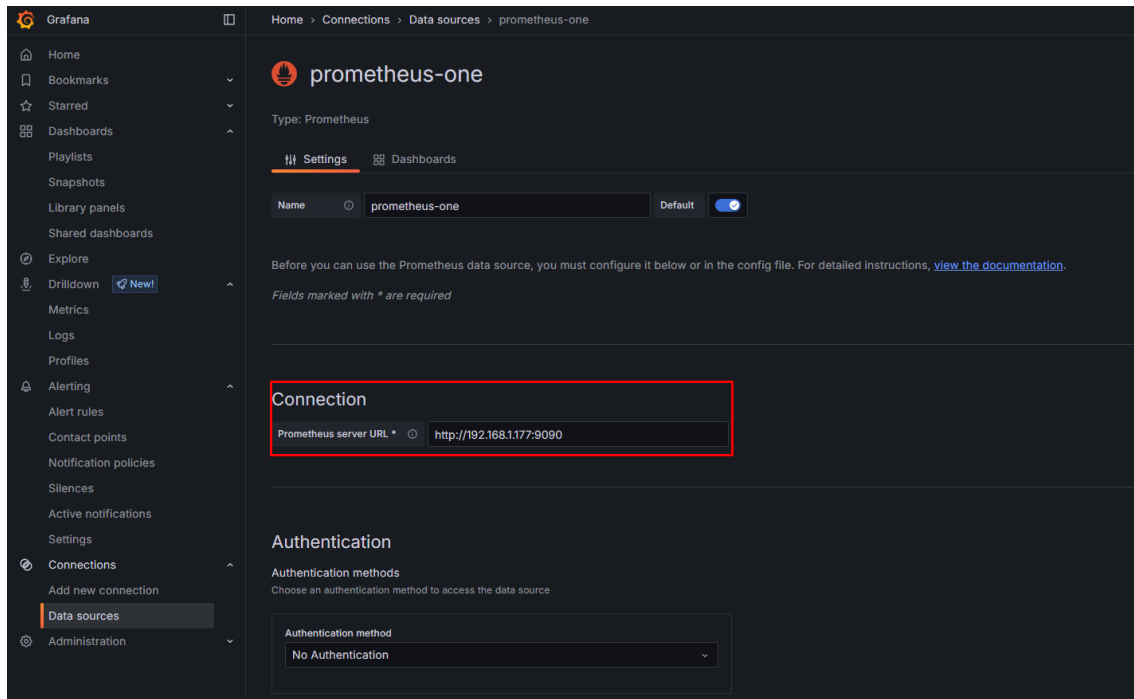 Grafana
Home
Bookmarks
Starred
Dashboards
Playlists
Snapshots
Library panels
Shared dashboards
Explore
Drilldown New!
Metrics
Logs
Profiles
Alerting
Alert rules
Contact points
Notification policies
Silences
Active notifications
Settings
Connections
Add new connection
Data sources
Administration
Home › Connections › Data sources › prometheus-one
prometheus-one
Type: Prometheus
Settings Dashboards
Name prometheus-one Default
Before you can use the Prometheus data source, you must configure it below or in the config file. For detailed instructions, view the documentation.
Fields marked with * are required
Connection
Prometheus server URL * http://192.168.1.177:9090
Authentication
Authentication methods
Choose an authentication method to access the data source
Authentication method
No Authentication